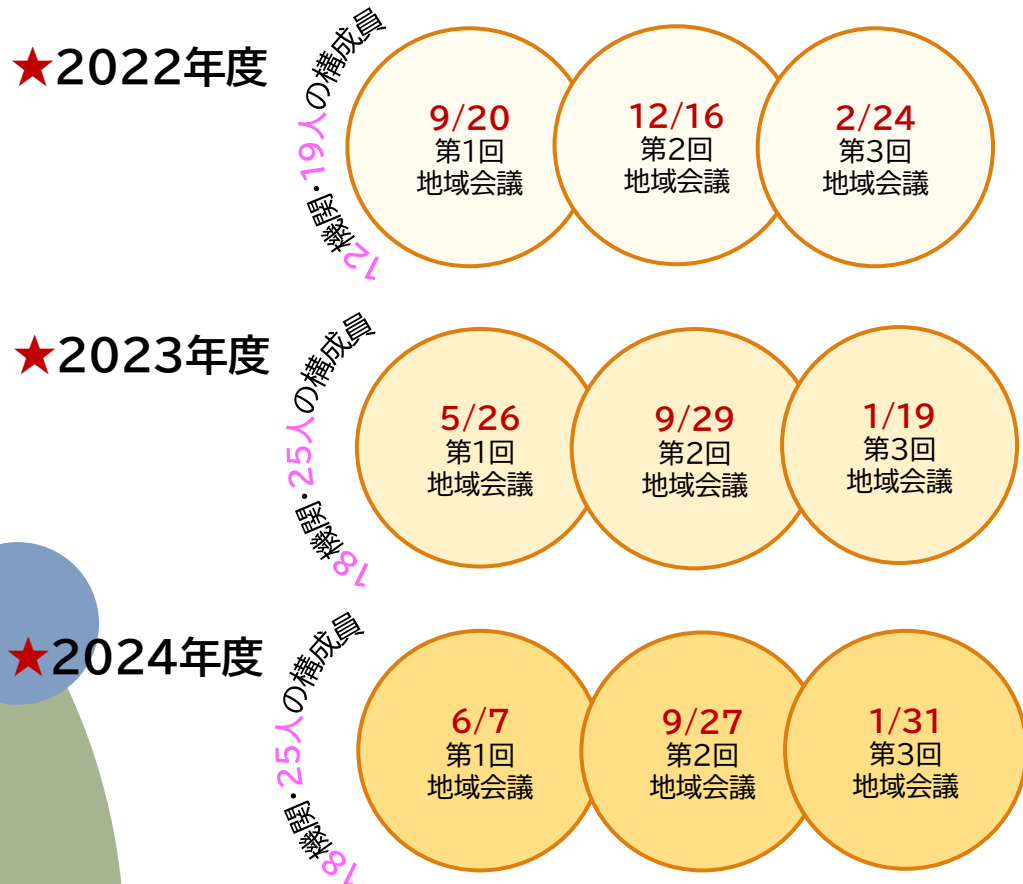 ★2022年度
12機関・19人の構成員
9/20
第1回
地域会議
12/16
第2回
地域会議
2/24
第3回
地域会議
★2023年度
18機関・25人の構成員
5/26
第1回
地域会議
9/29
第2回
地域会議
1/19
第3回
地域会議
★2024年度
18機関・25人の構成員
6/7
第1回
地域会議
9/27
第2回
地域会議
1/31
第3回
地域会議